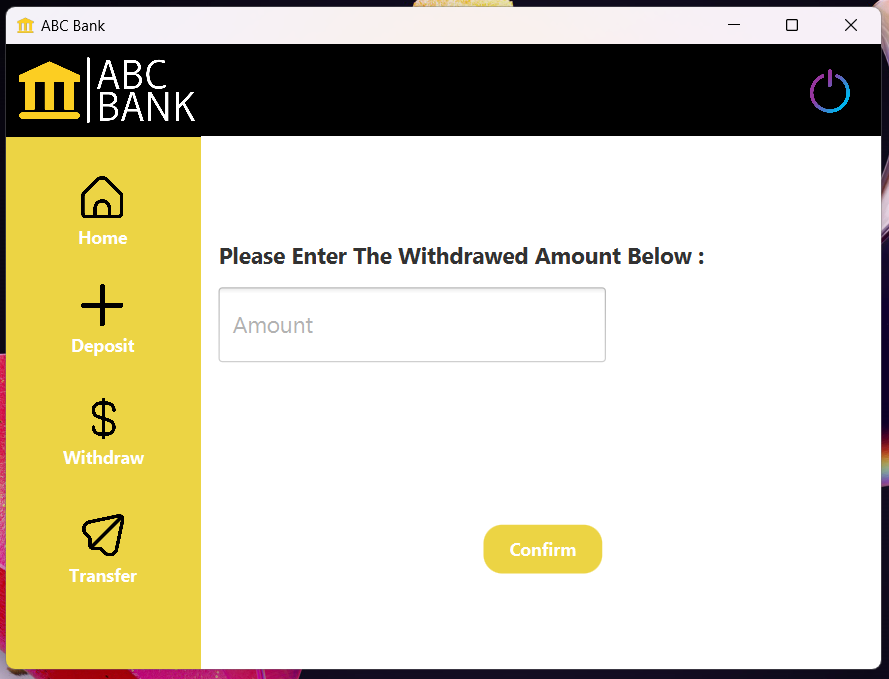 ABC Bank
ABC
BANK
Home
Deposit
Withdraw
Transfer
Please Enter The Withdrawed Amount Below :
Amount
Confirm